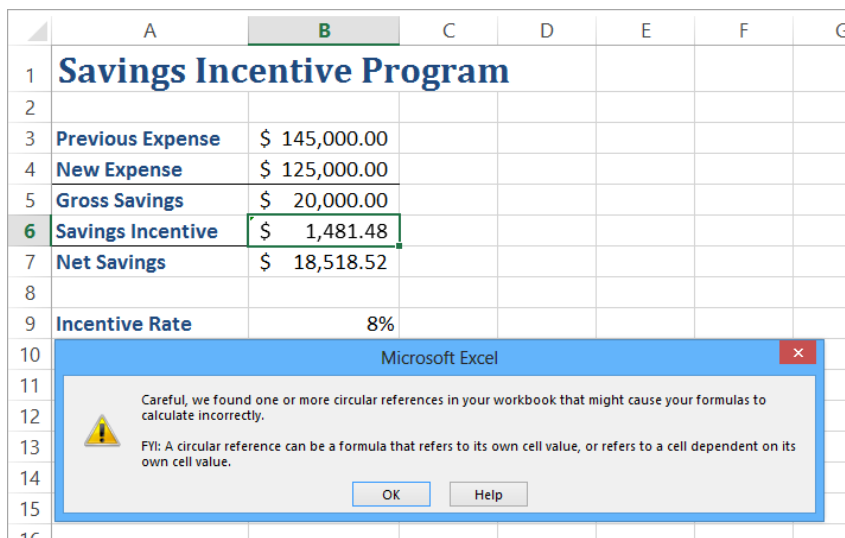 A B C D E F G
1 Savings Incentive Program
2
3 Previous Expense $ 145,000.00
4 New Expense $ 125,000.00
5 Gross Savings $ 20,000.00
6 Savings Incentive $ 1,481.48
7 Net Savings $ 18,518.52
8
9 Incentive Rate 8%
10 Microsoft Excel
11
Careful, we found one or more circular references in your workbook that might cause your formulas to
12 calculate incorrectly.
13 FYI: A circular reference can be a formula that refers to its own cell value, or refers to a cell dependent on its
own cell value.
14
OK Help
15
16